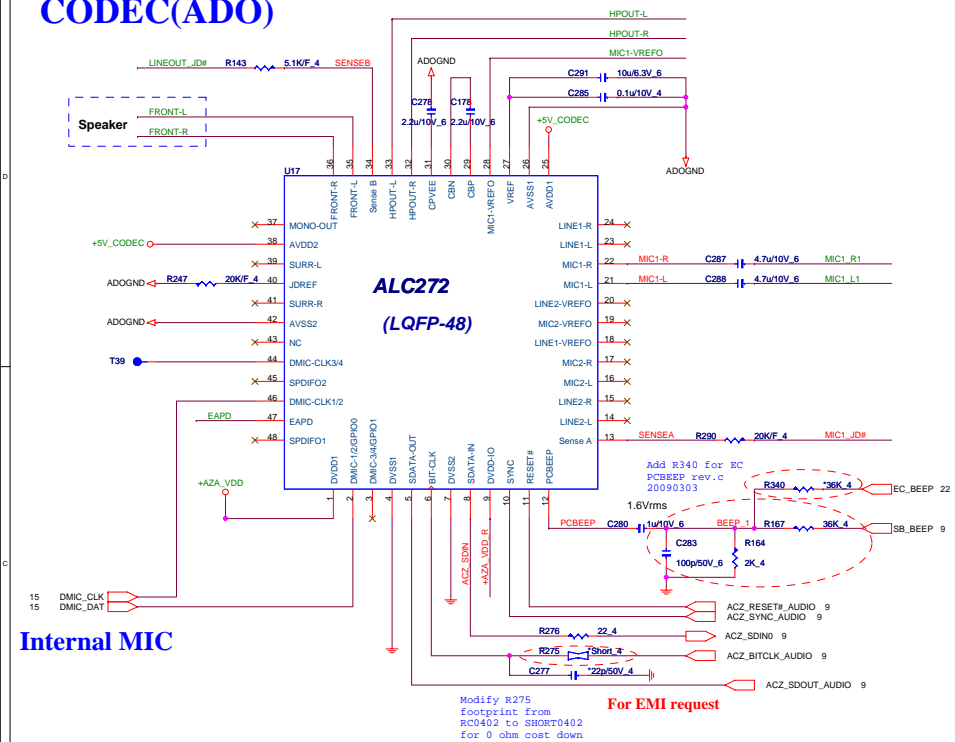 CODEC(ADO)
HPOUT-L
HPOUT-R
MIC1-VREFO
LINEOUT_JD# R143 5.1K/F_4 SENSEB
ADOGND
C291 10u/6.3V_6
C285 0.1u/10V_4
C278 C178
2.2u/10V_6 2.2u/10V_6
+5V_CODEC
ADOGND
Speaker
FRONT-L
FRONT-R
U17
36 35 34 33 32 31 30 29 28 27 26 25
FRONT-R FRONT-L Sense B HPOUT-L HPOUT-R CPVEE CBN CBP MIC1-VREFO VREF AVSS1 AVDD1
37 MONO-OUT
+5V_CODEC 38 AVDD2
39 SURR-L
ADOGND R247 20K/F_4 40 JDREF
41 SURR-R
ADOGND 42 AVSS2
43 NC
T39 44 DMIC-CLK3/4
45 SPDIFO2
46 DMIC-CLK1/2
EAPD 47 EAPD
48 SPDIFO1
ALC272
(LQFP-48)
LINE1-R 24
LINE1-L 23
MIC1-R 22 MIC1-R C287 4.7u/10V_6 MIC1_R1
MIC1-L 21 MIC1-L C288 4.7u/10V_6 MIC1_L1
LINE2-VREFO 20
MIC2-VREFO 19
LINE1-VREFO 18
MIC2-R 17
MIC2-L 16
LINE2-R 15
LINE2-L 14
Sense A 13 SENSEA R290 20K/F_4 MIC1_JD#
DVDD1 DMIC-1/2/GPIO0 DMIC-3/4/GPIO1 DVSS1 SDATA-OUT BIT-CLK DVSS2 SDATA-IN DVDD-IO SYNC RESET# PCBEEP
1 2 3 4 5 6 7 8 9 10 11 12
+AZA_VDD
Add R340 for EC
PCBEEP rev.c
20090303
R340 *36K_4 EC_BEEP 22
1.6Vrms
PCBEEP C280 1u/10V_6 BEEP_1 R167 36K_4 SB_BEEP 9
C283 R164
100p/50V_6 2K_4
ACZ_SDIN
+AZA_VDD_R
15 DMIC_CLK
15 DMIC_DAT
Internal MIC
ACZ_RESET#_AUDIO 9
ACZ_SYNC_AUDIO 9
R276 22_4 ACZ_SDIN0 9
R275 *Short_4 ACZ_BITCLK_AUDIO 9
C277 *22p/50V_4
ACZ_SDOUT_AUDIO 9
Modify R275
footprint from
RC0402 to SHORT0402
for 0 ohm cost down
For EMI request
D
C